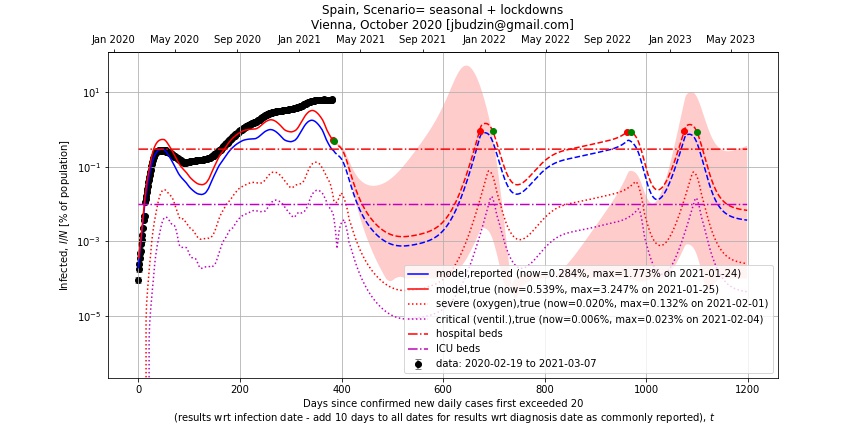 Spain, Scenario= seasonal + lockdowns
Vienna, October 2020 [jbudzin@gmail.com]
Jan 2020 May 2020 Sep 2020 Jan 2021 May 2021 Sep 2021 Jan 2022 May 2022 Sep 2022 Jan 2023 May 2023
Infected, I/N [% of population]
10¹
10⁻¹
10⁻³
10⁻⁵
model,reported (now=0.284%, max=1.773% on 2021-01-24)
model,true (now=0.539%, max=3.247% on 2021-01-25)
severe (oxygen),true (now=0.020%, max=0.132% on 2021-02-01)
critical (ventil.),true (now=0.006%, max=0.023% on 2021-02-04)
hospital beds
ICU beds
data: 2020-02-19 to 2021-03-07
0 200 400 600 800 1000 1200
Days since confirmed new daily cases first exceeded 20
(results wrt infection date - add 10 days to all dates for results wrt diagnosis date as commonly reported), t